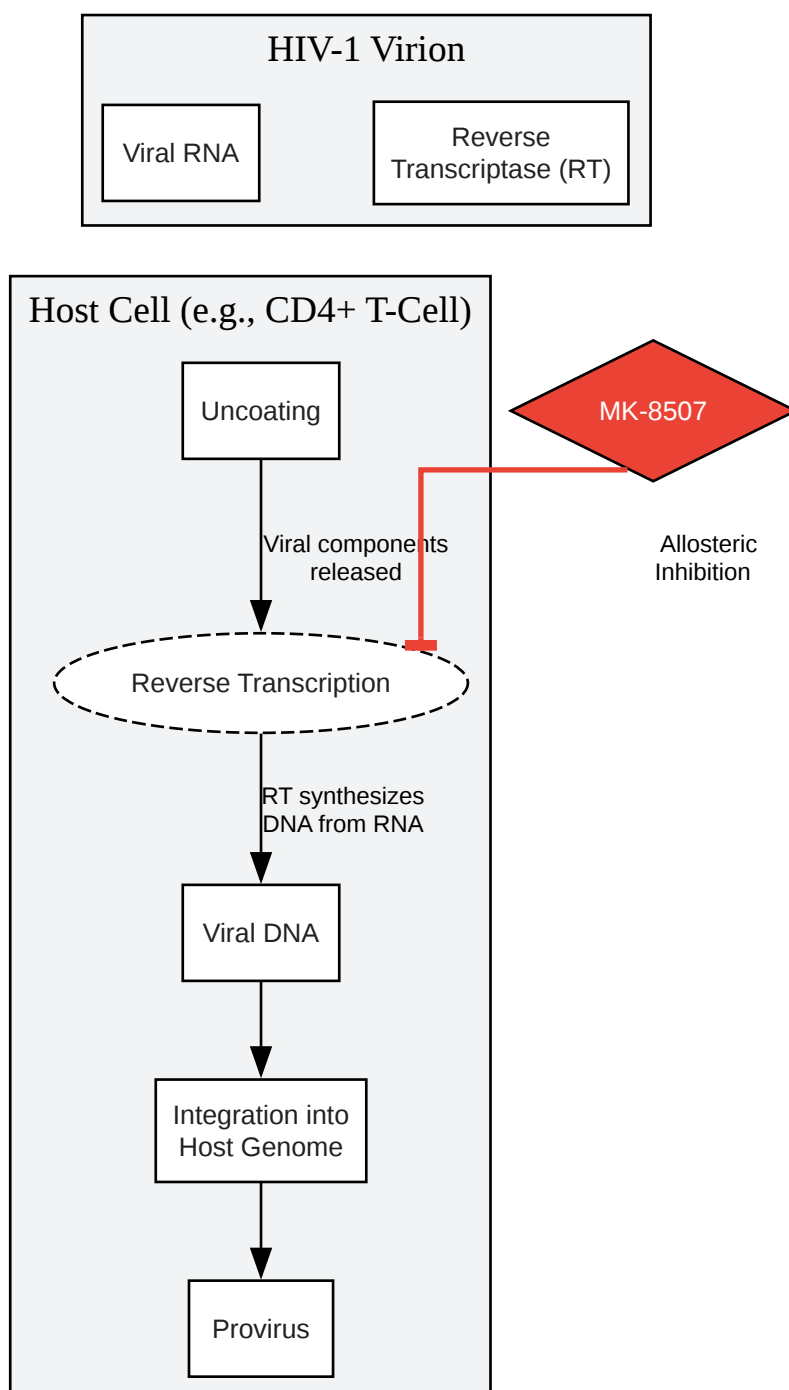 HIV-1 Virion
Viral RNA
Reverse
Transcriptase (RT)
Host Cell (e.g., CD4+ T-Cell)
Uncoating
MK-8507
Viral components
released
Allosteric
Inhibition
Reverse Transcription
RT synthesizes
DNA from RNA
Viral DNA
Integration into
Host Genome
Provirus